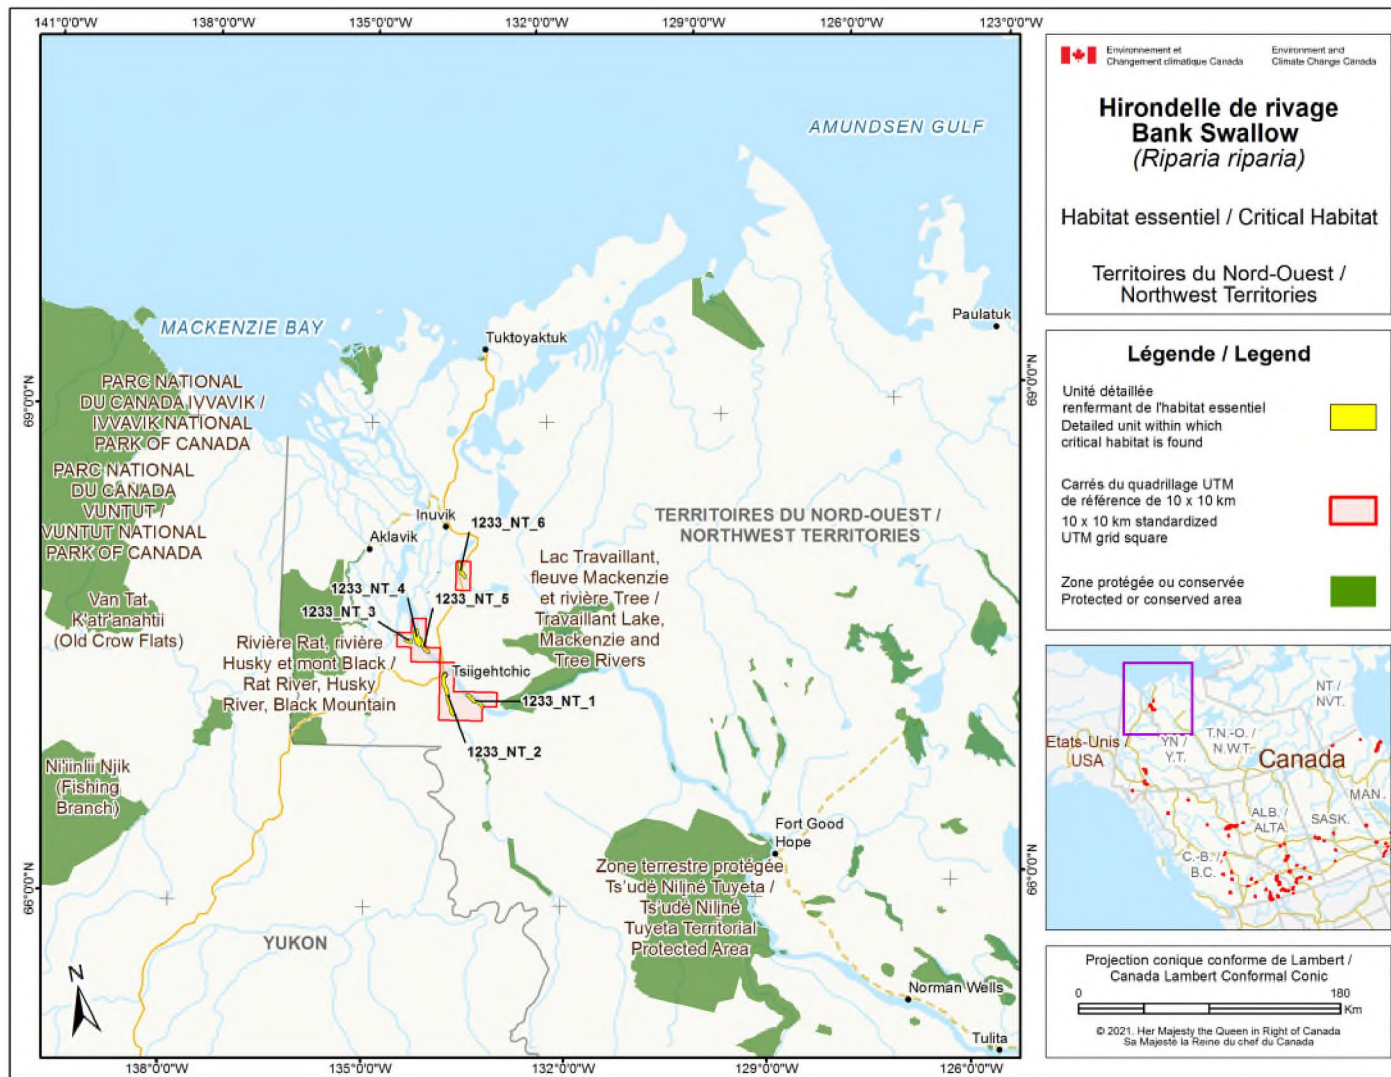 141°0'0"W
138°0'0"W
135°0'0"W
132°0'0"W
129°0'0"W
126°0'0"W
123°0'0"W
AMUNDSEN GULF
MACKENZIE BAY
Tuktoyaktuk
Paulatuk
69°0'0"N
69°0'0"N
PARC NATIONAL
DU CANADA IVVAVIK /
IVVAVIK NATIONAL
PARK OF CANADA
PARC NATIONAL
DU CANADA
VUNTUT /
VUNTUT NATIONAL
PARK OF CANADA
Inuvik
Aklavik
1233_NT_6
TERRITOIRES DU NORD-OUEST /
NORTHWEST TERRITORIES
1233_NT_4
1233_NT_5
1233_NT_3
Lac Travaillant,
fleuve Mackenzie
et rivière Tree /
Travaillant Lake,
Mackenzie and
Tree Rivers
Van Tat
K'atr'anahtii
(Old Crow Flats)
Rivière Rat, rivière
Husky et mont Black /
Rat River, Husky
River, Black Mountain
Tsiigehtchic
1233_NT_1
1233_NT_2
Ni'iinlii Njik
(Fishing
Branch)
Fort Good
Hope
66°0'0"N
66°0'0"N
Zone terrestre protégée
Ts'udé Nilįné Tuyeta /
Ts'udé Nilįné
Tuyeta Territorial
Protected Area
YUKON
N
Norman Wells
Tulita
138°0'0"W
135°0'0"W
132°0'0"W
129°0'0"W
126°0'0"W
Environnement et
Changement climatique Canada
Environment and
Climate Change Canada
Hirondelle de rivage
Bank Swallow
(Riparia riparia)
Habitat essentiel / Critical Habitat
Territoires du Nord-Ouest /
Northwest Territories
Légende / Legend
Unité détaillée
renfermant de l'habitat essentiel
Detailed unit within which
critical habitat is found
Carrés du quadrillage UTM
de référence de 10 x 10 km
10 x 10 km standardized
UTM grid square
Zone protégée ou conservée
Protected or conserved area
NT /
NVT.
Etats-Unis /
USA
YN /
Y.T.
T.N.-O. /
N.W.T.
Canada
MAN.
ALB. /
ALTA.
SASK.
C.-B. /
B.C.
Projection conique conforme de Lambert /
Canada Lambert Conformal Conic
0
180
Km
© 2021. Her Majesty the Queen in Right of Canada
Sa Majesté la Reine du chef du Canada